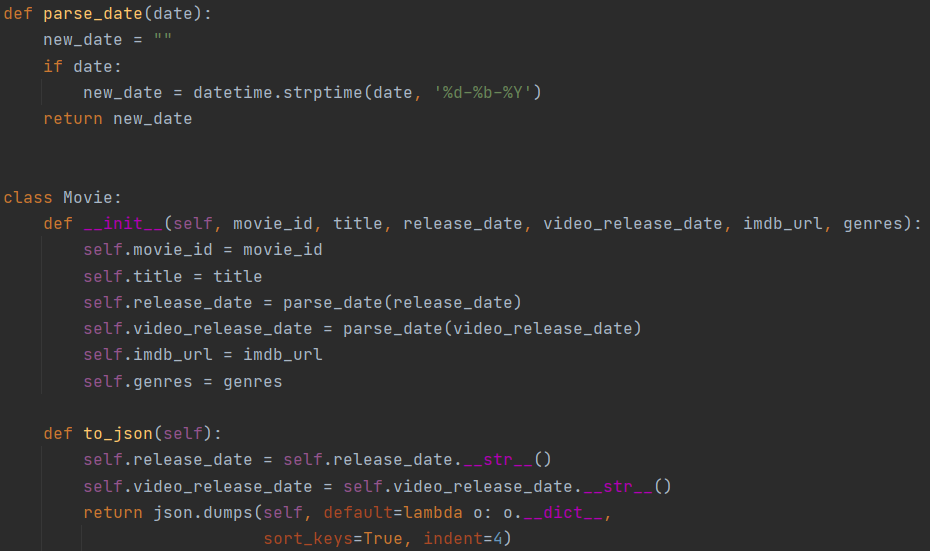 def parse_date(date):
    new_date = ""
    if date:
        new_date = datetime.strptime(date, '%d-%b-%Y')
    return new_date
class Movie:
    def __init__(self, movie_id, title, release_date, video_release_date, imdb_url, genres):
        self.movie_id = movie_id
        self.title = title
        self.release_date = parse_date(release_date)
        self.video_release_date = parse_date(video_release_date)
        self.imdb_url = imdb_url
        self.genres = genres
    def to_json(self):
        self.release_date = self.release_date.__str__()
        self.video_release_date = self.video_release_date.__str__()
        return json.dumps(self, default=lambda o: o.__dict__,
                          sort_keys=True, indent=4)